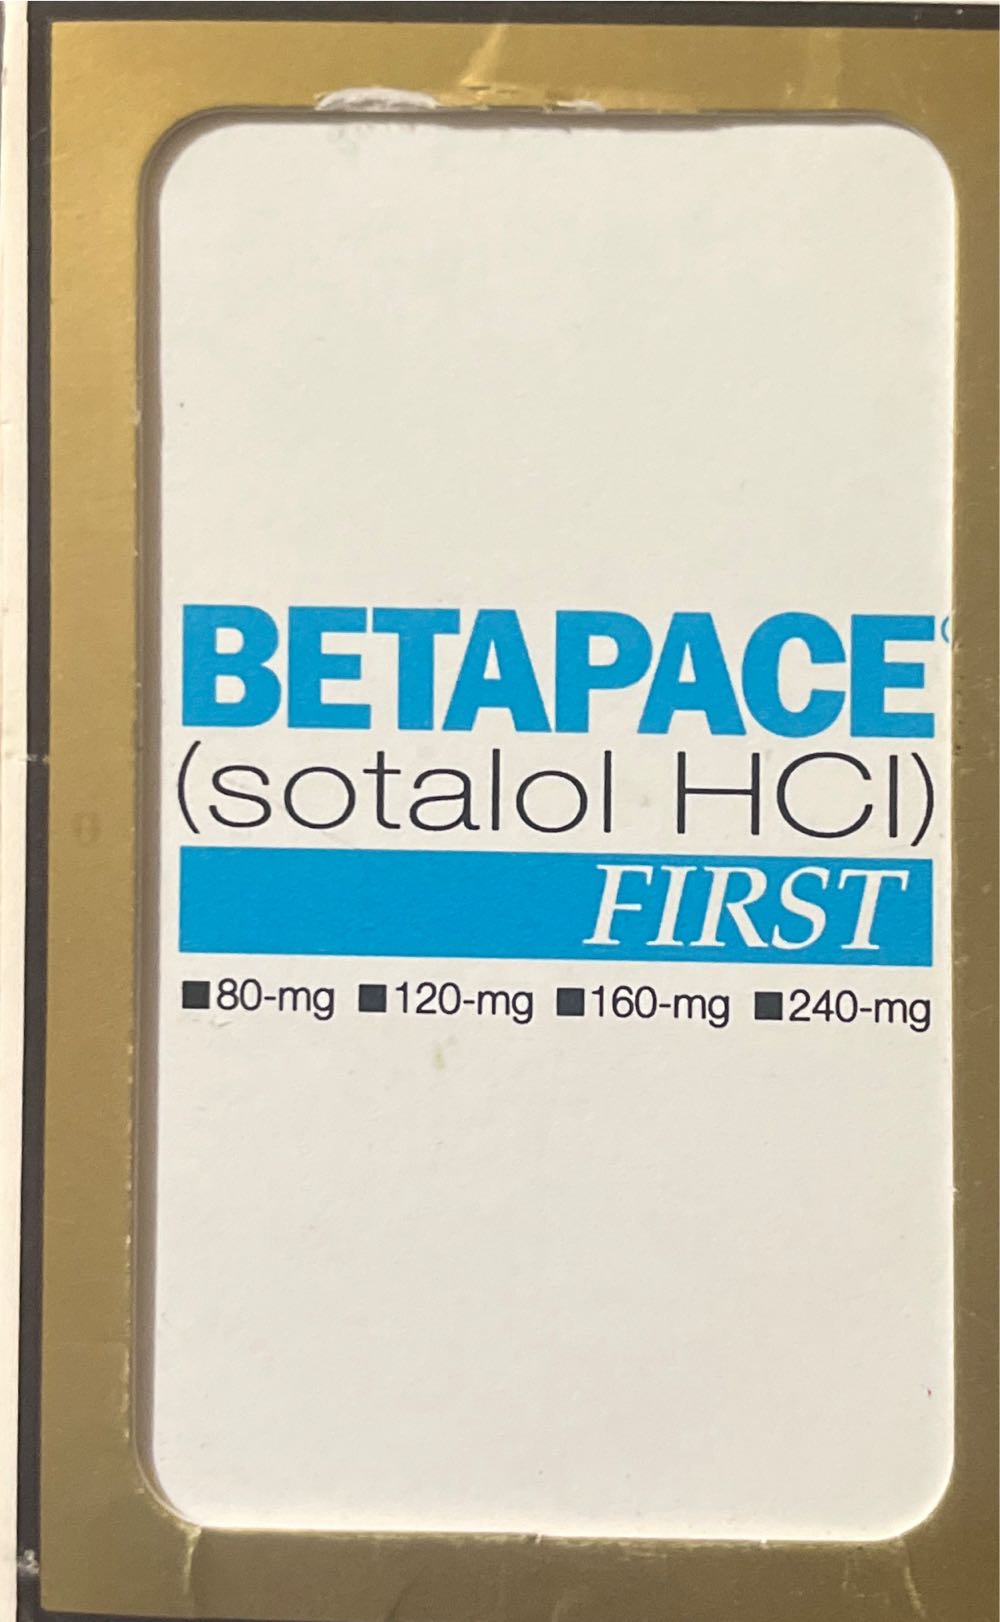 BETAPACE
(sotalol HCl)
FIRST
■80-mg ■120-mg ■160-mg ■240-mg